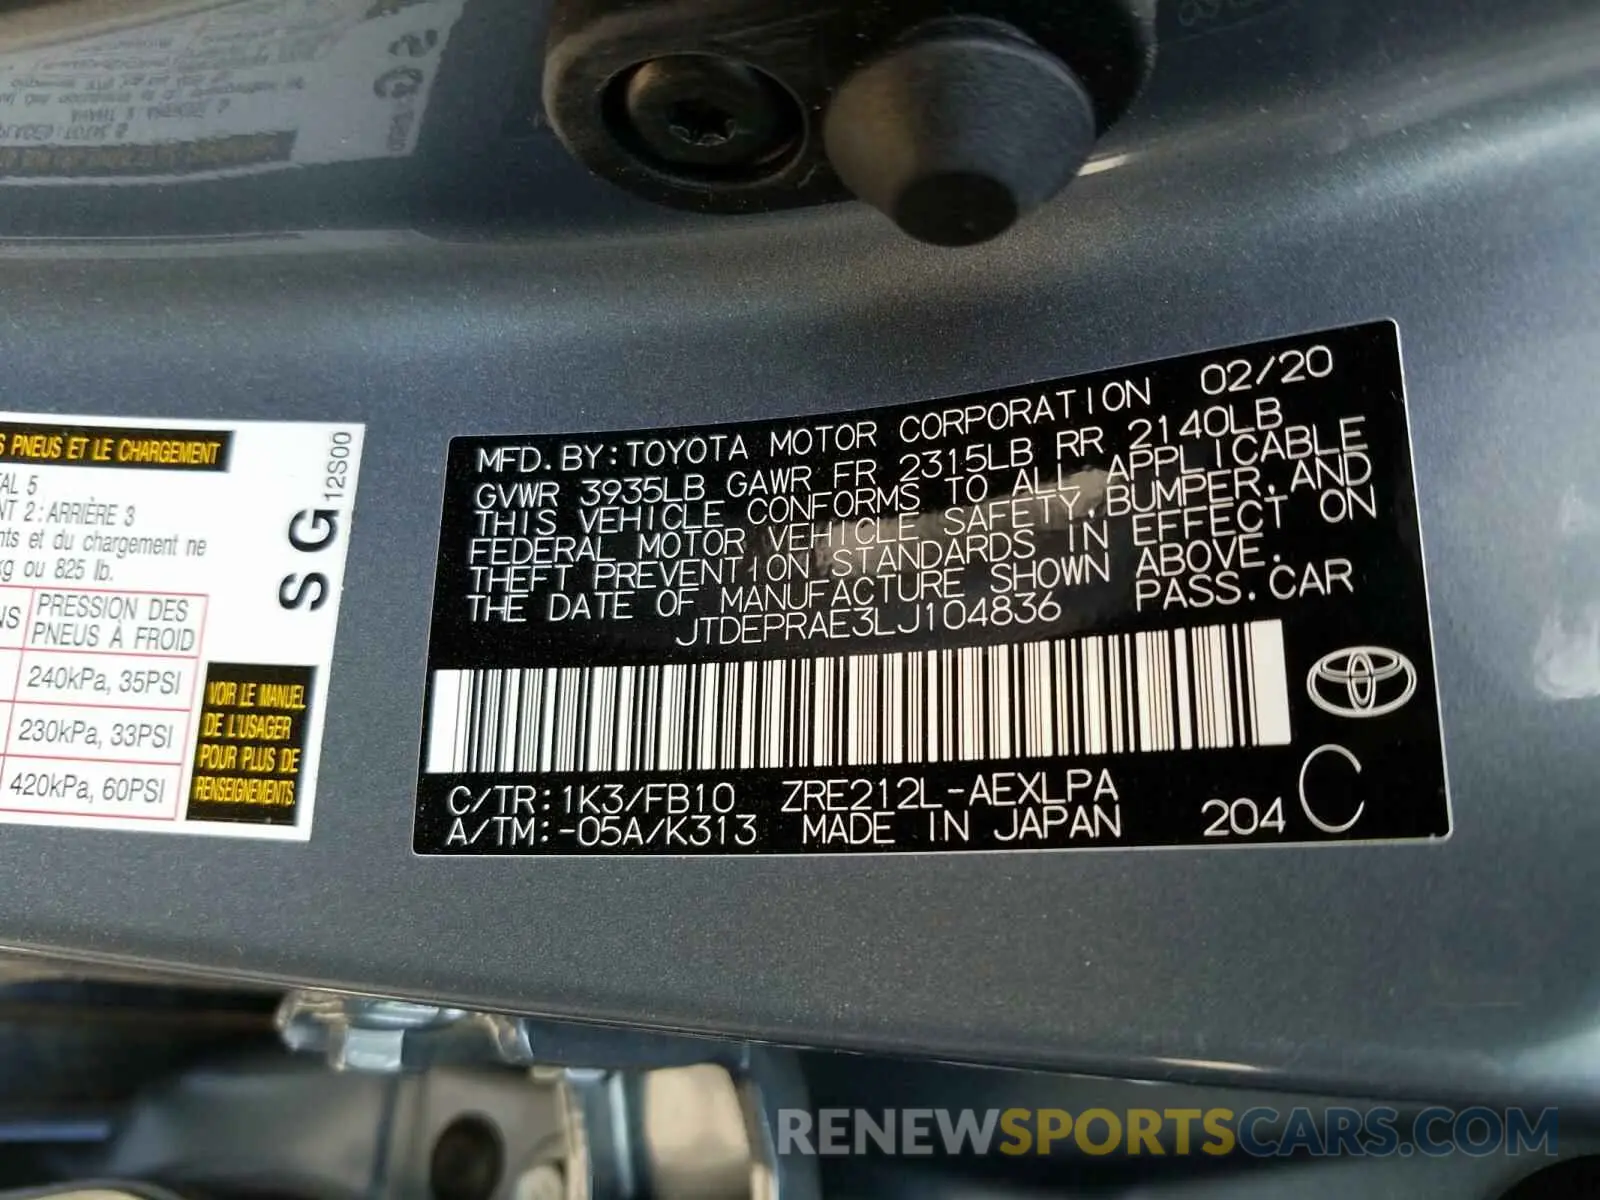 S PNEUS ET LE CHARGEMENT
TAL 5
NT 2:ARRIÈRE 3
nts et du chargement ne
kg ou 825 lb.
NS PRESSION DES PNEUS À FROID
240kPa, 35PSI
230kPa, 33PSI
420kPa, 60PSI
VOIR LE MANUEL
DE L'USAGER
POUR PLUS DE
RENSEIGNEMENTS.
SG
12S00
MFD.BY:TOYOTA MOTOR CORPORATION 02/20
GVWR 3935LB GAWR FR 2315LB RR 2140LB
THIS VEHICLE CONFORMS TO ALL APPLICABLE
FEDERAL MOTOR VEHICLE SAFETY,BUMPER,AND
THEFT PREVENTION STANDARDS IN EFFECT ON
THE DATE OF MANUFACTURE SHOWN ABOVE.
JTDEPRAE3LJ104836 PASS.CAR
C/TR:1K3/FB10 ZRE212L-AEXLPA
A/TM:-05A/K313 MADE IN JAPAN 204 C
RENEWSPORTSCARS.COM